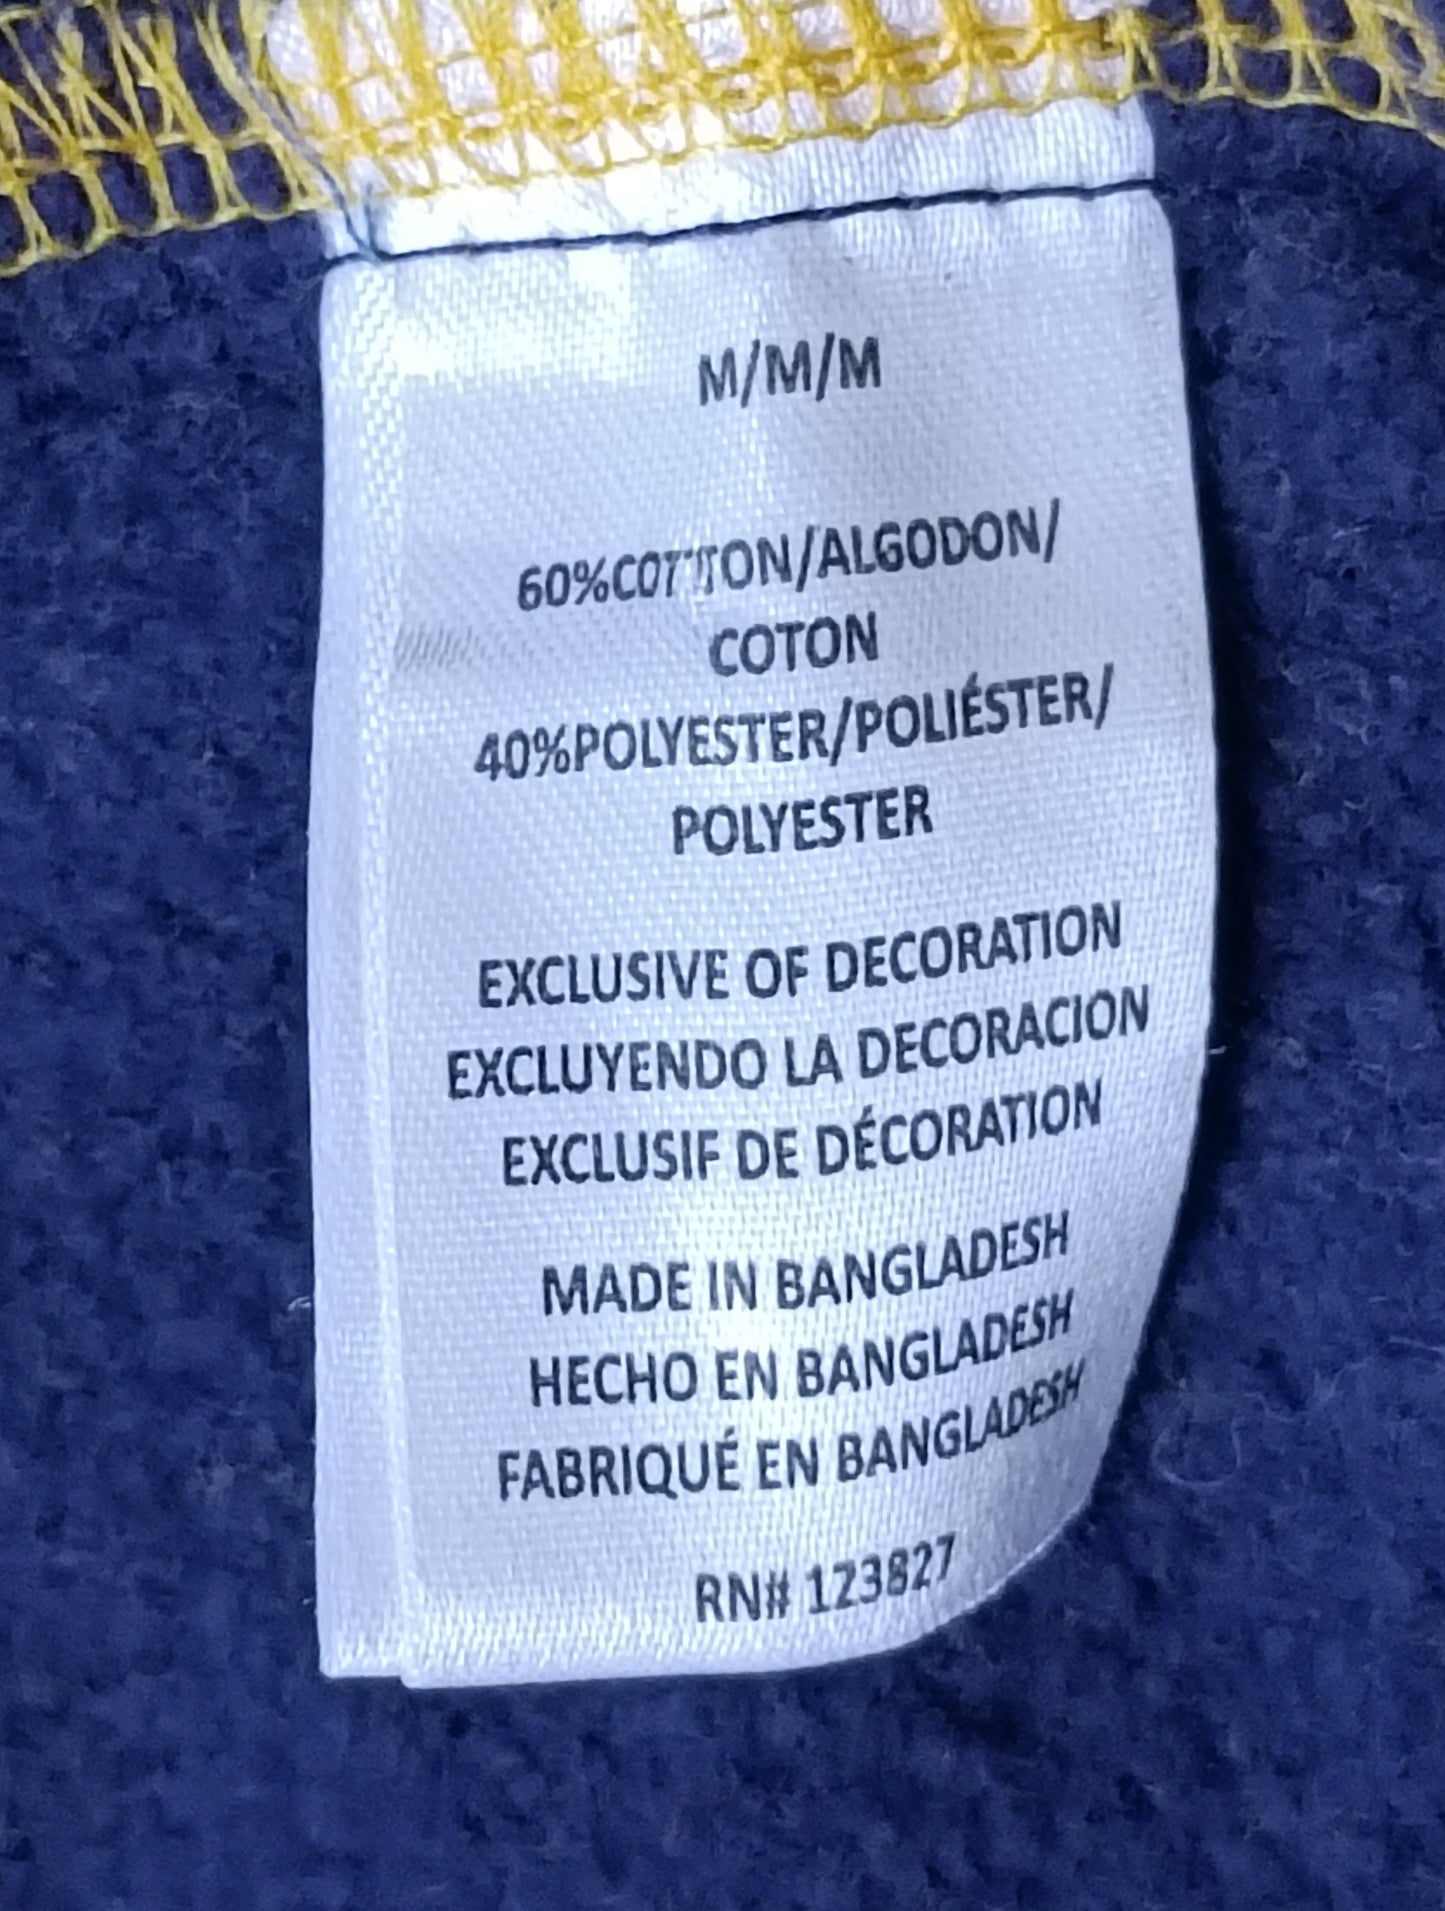 M/M/M
60%COTTON/ALGODON/
COTON
40%POLYESTER/POLIÉSTER/
POLYESTER
EXCLUSIVE OF DECORATION
EXCLUYENDO LA DECORACION
EXCLUSIF DE DÉCORATION
MADE IN BANGLADESH
HECHO EN BANGLADESH
FABRIQUÉ EN BANGLADESH
RN# 123827